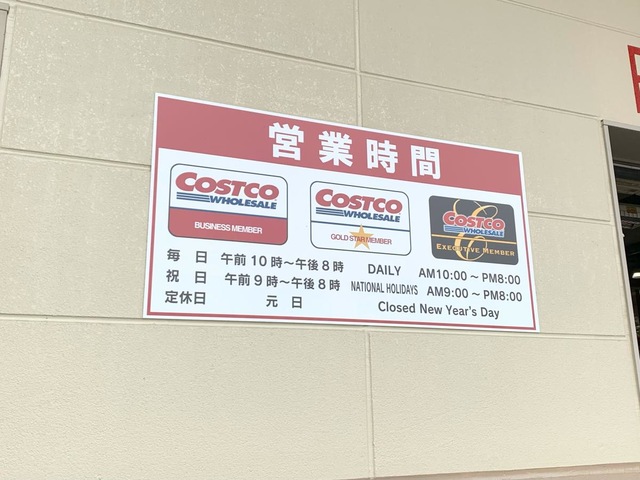 営業時間
COSTCO
WHOLESALE
BUSINESS MEMBER
COSTCO
WHOLESALE
GOLD STAR MEMBER
COSTCO
WHOLESALE
EXECUTIVE MEMBER
毎日 午前10時～午後8時 DAILY AM10:00～PM8:00
祝日 午前9時～午後8時 NATIONAL HOLIDAYS AM9:00～PM8:00
定休日 元日 Closed New Year's Day